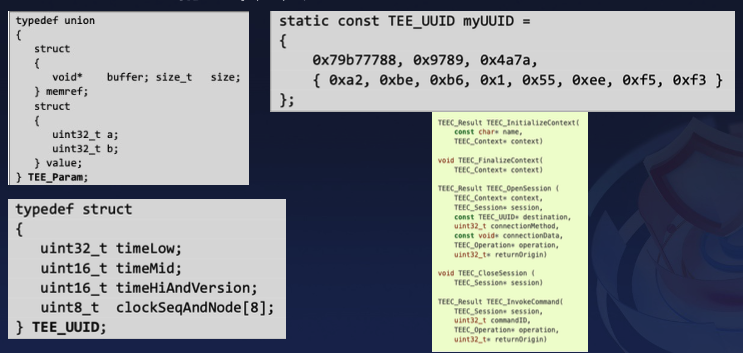 typedef union
{
struct
{
void* buffer; size_t size;
} memref;
struct
{
uint32_t a;
uint32_t b;
} value;
} TEE_Param;
static const TEE_UUID myUUID =
{
0x79b77788, 0x9789, 0x4a7a,
{ 0xa2, 0xbe, 0xb6, 0x1, 0x55, 0xee, 0xf5, 0xf3 }
};
typedef struct
{
uint32_t timeLow;
uint16_t timeMid;
uint16_t timeHiAndVersion;
uint8_t clockSeqAndNode[8];
} TEE_UUID;
TEEC_Result TEEC_InitializeContext(
const char* name,
TEEC_Context* context)
void TEEC_FinalizeContext(
TEEC_Context* context)
TEEC_Result TEEC_OpenSession (
TEEC_Context* context,
TEEC_Session* session,
const TEEC_UUID* destination,
uint32_t connectionMethod,
const void* connectionData,
TEEC_Operation* operation,
uint32_t* returnOrigin)
void TEEC_CloseSession (
TEEC_Session* session)
TEEC_Result TEEC_InvokeCommand(
TEEC_Session* session,
uint32_t commandID,
TEEC_Operation* operation,
uint32_t* returnOrigin)